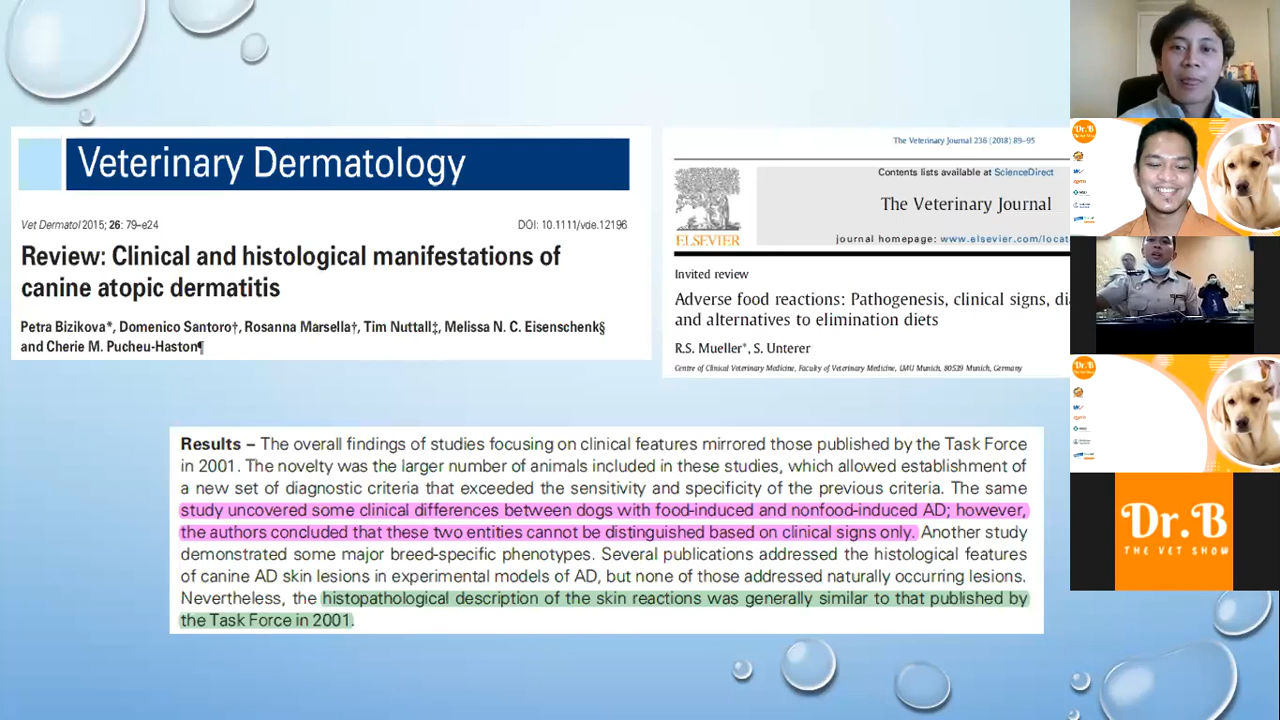 Veterinary Dermatology
Vet Dermatol 2015; 26: 79–e24
DOI: 10.1111/vde.12196
Review: Clinical and histological manifestations of
canine atopic dermatitis
Petra Bizikova*, Domenico Santoro†, Rosanna Marsella†, Tim Nuttall‡, Melissa N. C. Eisenschenk§
and Cherie M. Pucheu-Haston¶
The Veterinary Journal 236 (2018) 89–95
Contents lists available at ScienceDirect
The Veterinary Journal
journal homepage: www.elsevier.com/locat
ELSEVIER
Invited review
Adverse food reactions: Pathogenesis, clinical signs, dia
and alternatives to elimination diets
R.S. Mueller*, S. Unterer
Centre of Clinical Veterinary Medicine, Faculty of Veterinary Medicine, LMU Munich, 80539 Munich, Germany
Results – The overall findings of studies focusing on clinical features mirrored those published by the Task Force
in 2001. The novelty was the larger number of animals included in these studies, which allowed establishment of
a new set of diagnostic criteria that exceeded the sensitivity and specificity of the previous criteria. The same
study uncovered some clinical differences between dogs with food-induced and nonfood-induced AD; however,
the authors concluded that these two entities cannot be distinguished based on clinical signs only. Another study
demonstrated some major breed-specific phenotypes. Several publications addressed the histological features
of canine AD skin lesions in experimental models of AD, but none of those addressed naturally occurring lesions.
Nevertheless, the histopathological description of the skin reactions was generally similar to that published by
the Task Force in 2001.
Dr.B
Dr.B
Dr.B
THE VET SHOW